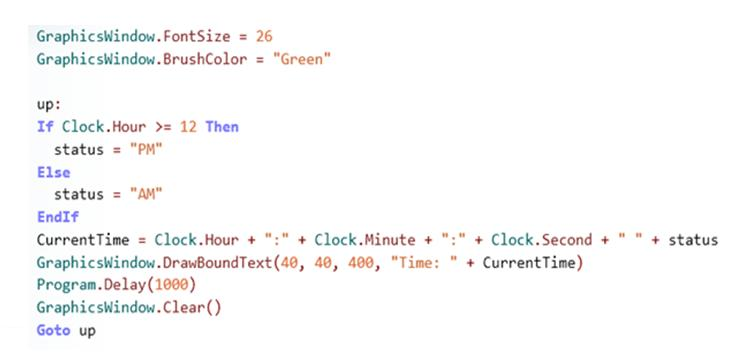 GraphicsWindow.FontSize = 26
GraphicsWindow.BrushColor = "Green"

up:
If Clock.Hour >= 12 Then
  status = "PM"
Else
  status = "AM"
EndIf
CurrentTime = Clock.Hour + ":" + Clock.Minute + ":" + Clock.Second + " " + status
GraphicsWindow.DrawBoundText(40, 40, 400, "Time: " + CurrentTime)
Program.Delay(1000)
GraphicsWindow.Clear()
Goto up